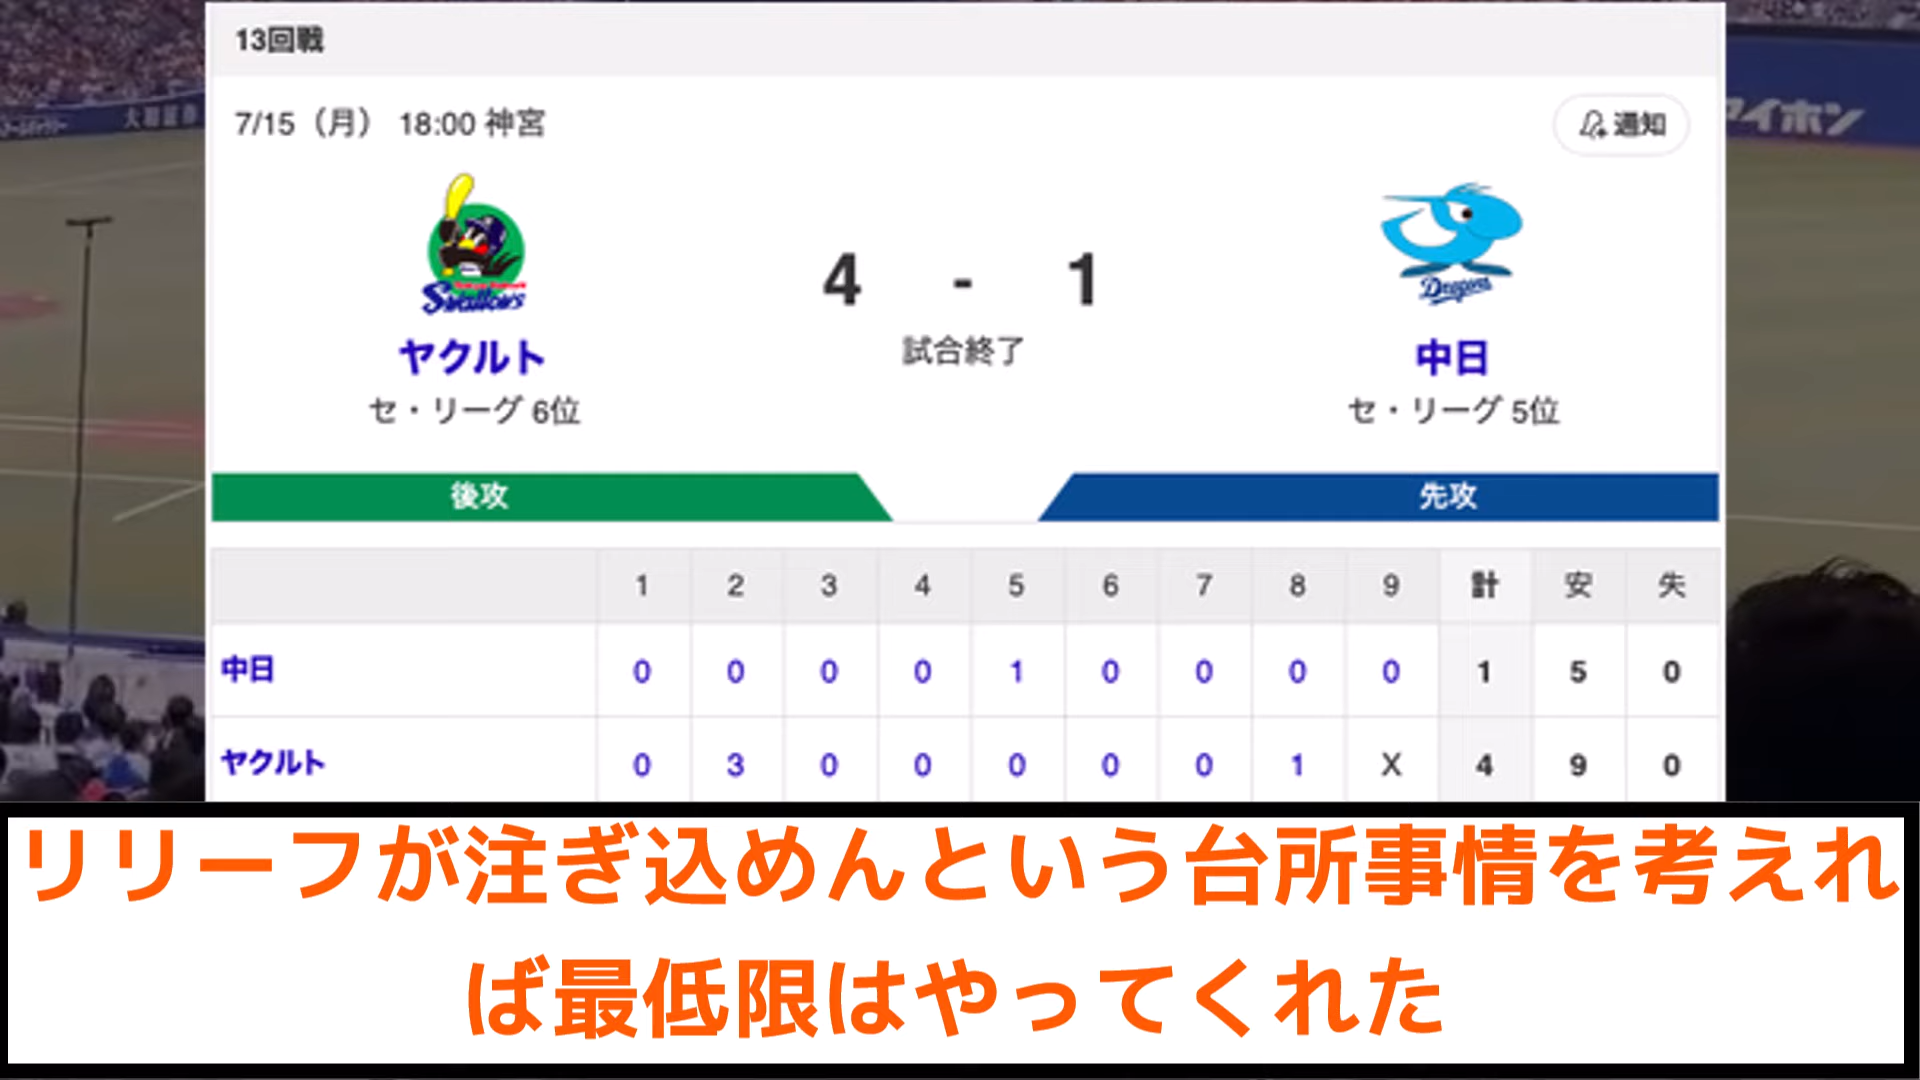 13回戦
7/15（月） 18:00 神宮
通知
イホン
Swallows
Dragons
4 - 1
試合終了
ヤクルト
中日
セ・リーグ 6位
セ・リーグ 5位
後攻
先攻
1 2 3 4 5 6 7 8 9 計 安 失
中日 0 0 0 0 1 0 0 0 0 1 5 0
ヤクルト 0 3 0 0 0 0 0 1 X 4 9 0
リリーフが注ぎ込めんという台所事情を考えれ
ば最低限はやってくれた